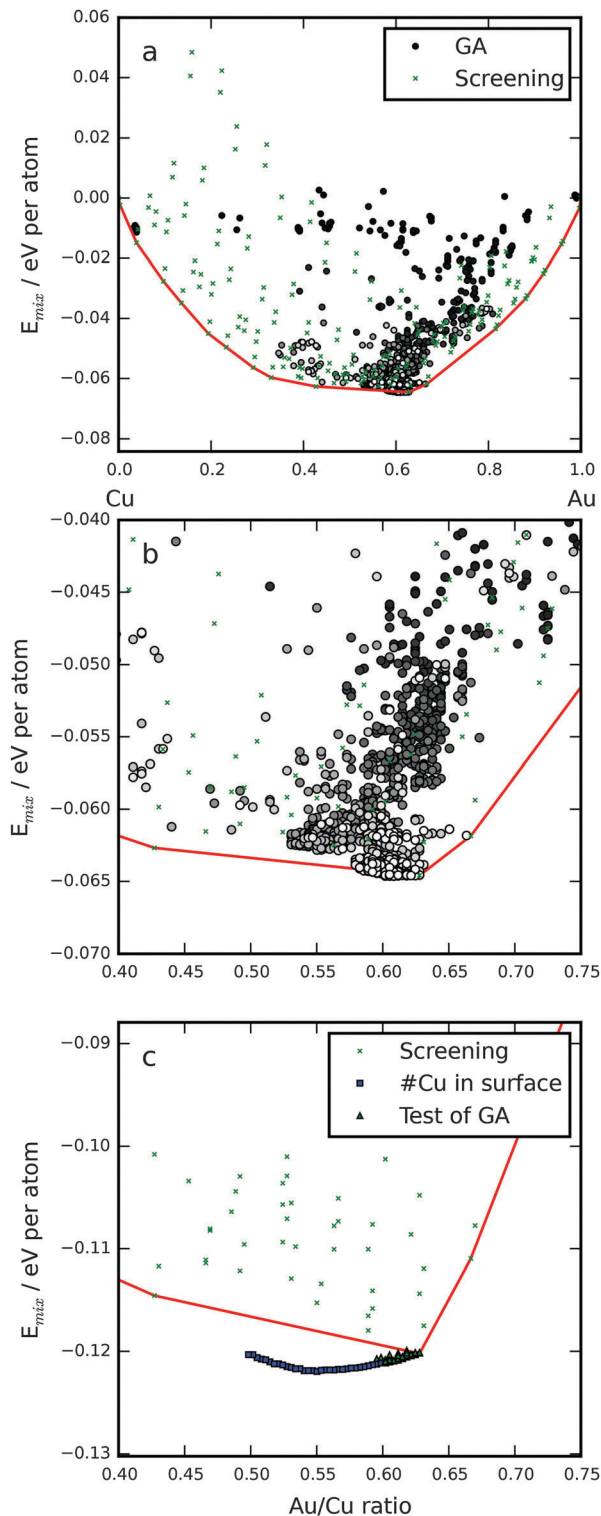 a
GA
Screening
0.06
0.04
0.02
0.00
−0.02
−0.04
−0.06
−0.08
E_mix / eV per atom
0.0 0.2 0.4 0.6 0.8 1.0
Cu Au
b
−0.040
−0.045
−0.050
−0.055
−0.060
−0.065
−0.070
E_mix / eV per atom
0.40 0.45 0.50 0.55 0.60 0.65 0.70 0.75
c
Screening
#Cu in surface
Test of GA
−0.09
−0.10
−0.11
−0.12
−0.13
E_mix / eV per atom
0.40 0.45 0.50 0.55 0.60 0.65 0.70 0.75
Au/Cu ratio